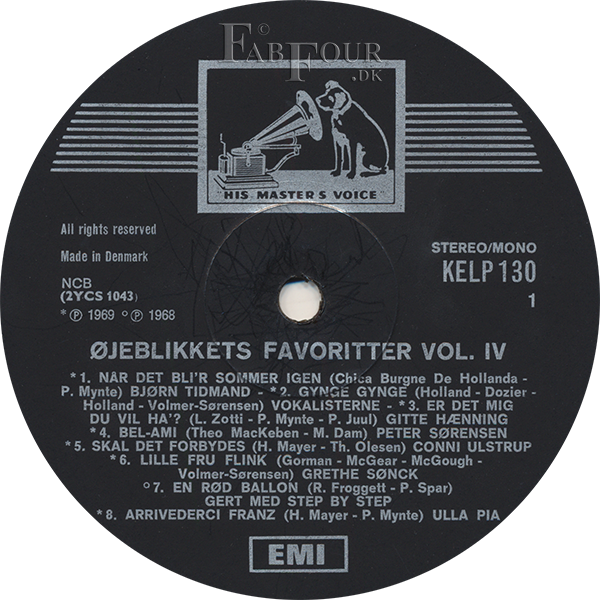 ©
FabFour
.DK
HIS MASTER'S VOICE
All rights reserved
Made in Denmark
NCB
(2YCS 1043)
* ℗ 1969 ° ℗ 1968
STEREO/MONO
KELP 130
1
ØJEBLIKKETS FAVORITTER VOL. IV
*1. NÅR DET BLI'R SOMMER IGEN (Chica Burgne De Hollanda -
P. Mynte) BJØRN TIDMAND - *2. GYNGE GYNGE (Holland - Dozier -
Holland - Volmer-Sørensen) VOKALISTERNE - *3. ER DET MIG
DU VIL HA'? (L. Zotti - P. Mynte - P. Juul) GITTE HÆNNING
*4. BEL-AMI (Theo MacKeben - M. Dam) PETER SØRENSEN
*5. SKAL DET FORBYDES (H. Mayer - Th. Olesen) CONNI ULSTRUP
*6. LILLE FRU FLINK (Gorman - McGear - McGough -
Volmer-Sørensen) GRETHE SØNCK
°7. EN RØD BALLON (R. Froggett - P. Spar)
GERT MED STEP BY STEP
*8. ARRIVEDERCI FRANZ (H. Mayer - P. Mynte) ULLA PIA
EMI